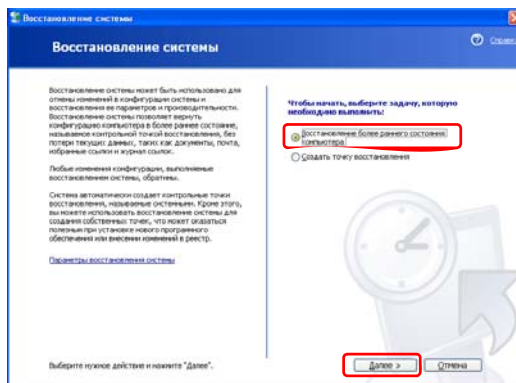 Восстановление системы
Восстановление системы
Справка
Восстановление системы может быть использовано для
отмены изменений в конфигурации системы и
восстановления ее параметров и производительности.
Восстановление системы позволяет вернуть
конфигурацию компьютера в более раннее состояние,
называемое контрольной точкой восстановления, без
потери текущих данных, таких как документы, почта,
избранные ссылки и журнал ссылок.
Любые изменения конфигурации, выполняемые
восстановлением системы, обратимы.
Система автоматически создает контрольные точки
восстановления, называемые системными. Кроме этого,
вы можете использовать восстановление системы для
создания собственных точек, что может оказаться
полезным при установке нового программного
обеспечения или внесении изменений в реестр.
Параметры восстановления системы
Чтобы начать, выберите задачу, которую
необходимо выполнить:
Восстановление более раннего состояния
компьютера
Создать точку восстановления
Выберите нужное действие и нажмите "Далее".
Далее >
Отмена